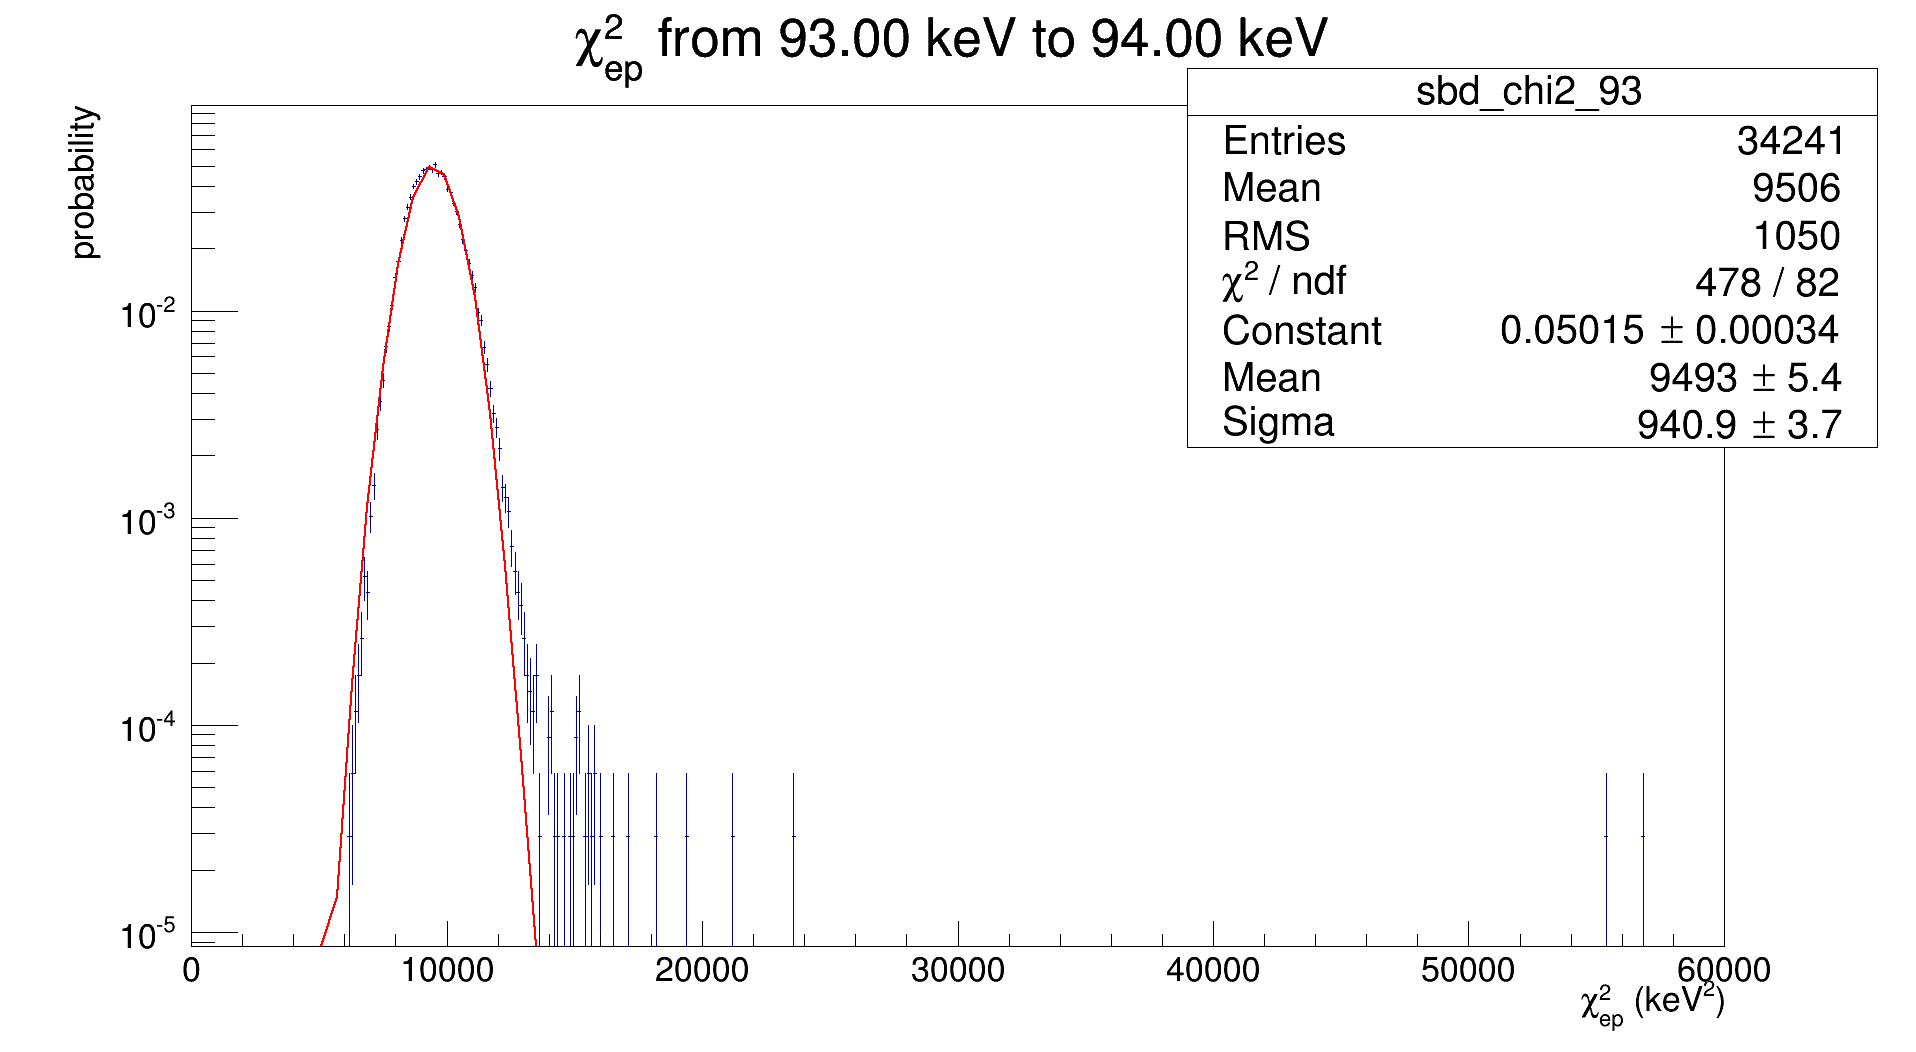 χ²ep from 93.00 keV to 94.00 keV
probability
sbd_chi2_93
Entries 34241
Mean 9506
RMS 1050
χ² / ndf 478 / 82
Constant 0.05015 ± 0.00034
Mean 9493 ± 5.4
Sigma 940.9 ± 3.7
10⁻²
10⁻³
10⁻⁴
10⁻⁵
0 10000 20000 30000 40000 50000 60000
χ²ep (keV²)